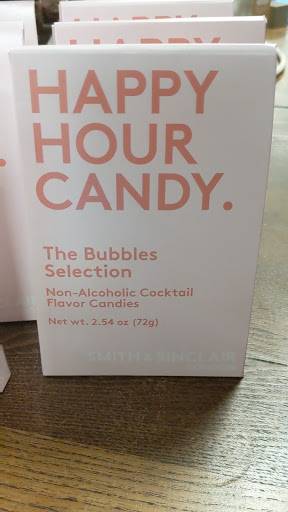 HAPPY
HAPPY
HOUR
CANDY.
The Bubbles
Selection
Non-Alcoholic Cocktail
Flavor Candies
Net wt. 2.54 oz (72g)
SMITH & SINCLAIR